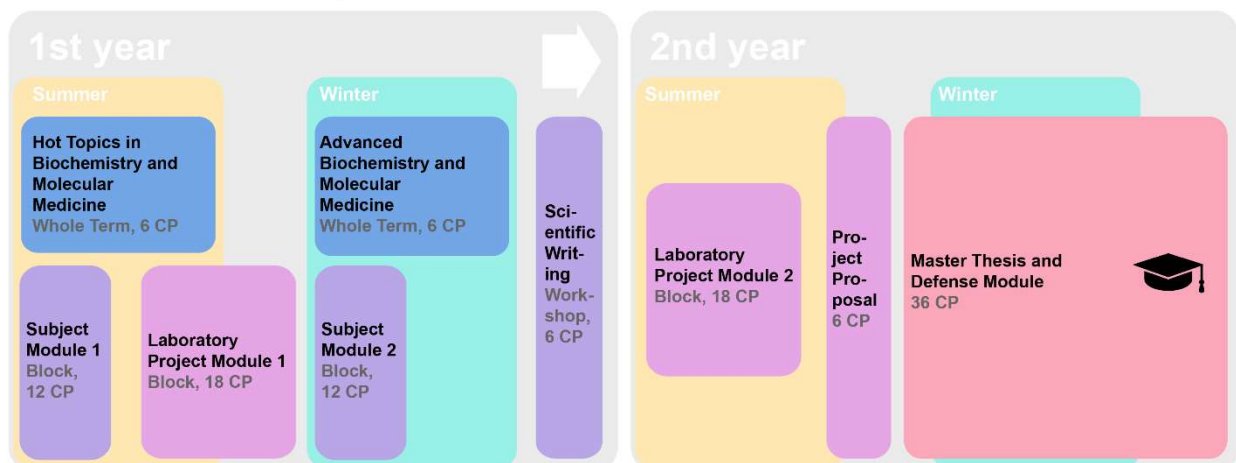 1st year
Summer
Hot Topics in
Biochemistry and
Molecular
Medicine
Whole Term, 6 CP
Subject
Module 1
Block,
12 CP
Laboratory
Project Module 1
Block, 18 CP
Winter
Advanced
Biochemistry and
Molecular
Medicine
Whole Term, 6 CP
Subject
Module 2
Block,
12 CP
Sci-
entific
Writ-
ing
Work-
shop,
6 CP
2nd year
Summer
Laboratory
Project Module 2
Block, 18 CP
Pro-
ject
Pro-
posal
6 CP
Winter
Master Thesis and
Defense Module
36 CP